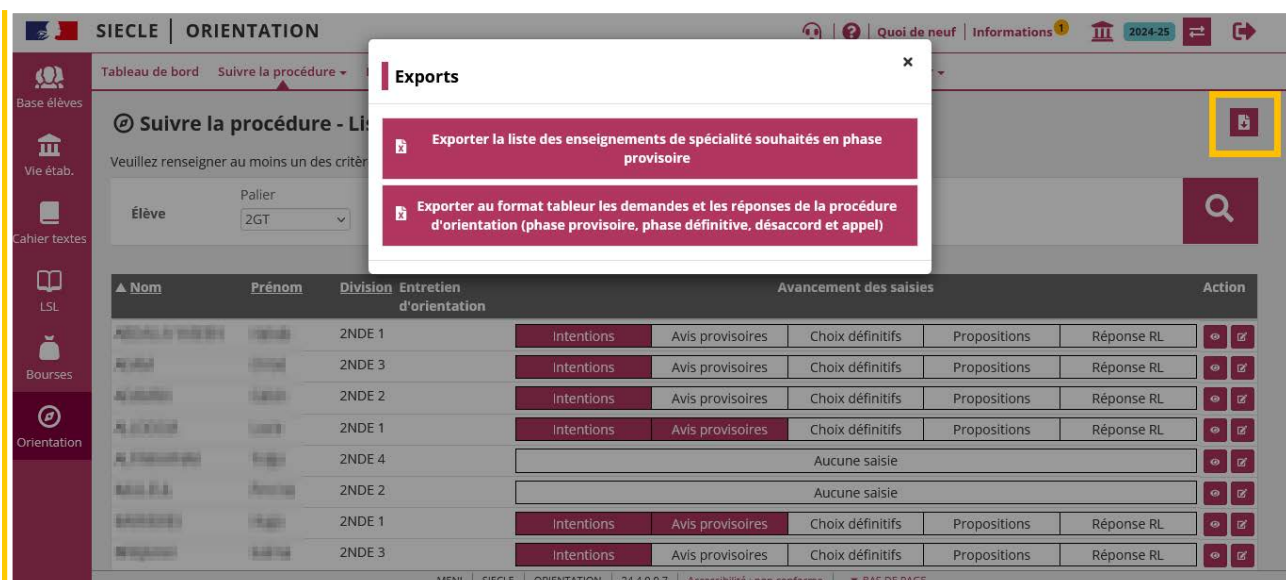 SIECLE | ORIENTATION
Quoi de neuf | Informations 1
2024-25
Tableau de bord Suivre la procédure
Exports
×
Base élèves
Vie étab.
Cahier textes
LSL
Bourses
Orientation
Suivre la procédure - Li
Veuillez renseigner au moins un des critèr
Exporter la liste des enseignements de spécialité souhaités en phase
provisoire
Exporter au format tableur les demandes et les réponses de la procédure
d'orientation (phase provisoire, phase définitive, désaccord et appel)
Élève
Palier
2GT
▲ Nom Prénom Division Entretien d'orientation Avancement des saisies Action
2NDE 1 Intentions Avis provisoires Choix définitifs Propositions Réponse RL
2NDE 3 Intentions Avis provisoires Choix définitifs Propositions Réponse RL
2NDE 2 Intentions Avis provisoires Choix définitifs Propositions Réponse RL
2NDE 1 Intentions Avis provisoires Choix définitifs Propositions Réponse RL
2NDE 4 Aucune saisie
2NDE 2 Aucune saisie
2NDE 1 Intentions Avis provisoires Choix définitifs Propositions Réponse RL
2NDE 3 Intentions Avis provisoires Choix définitifs Propositions Réponse RL